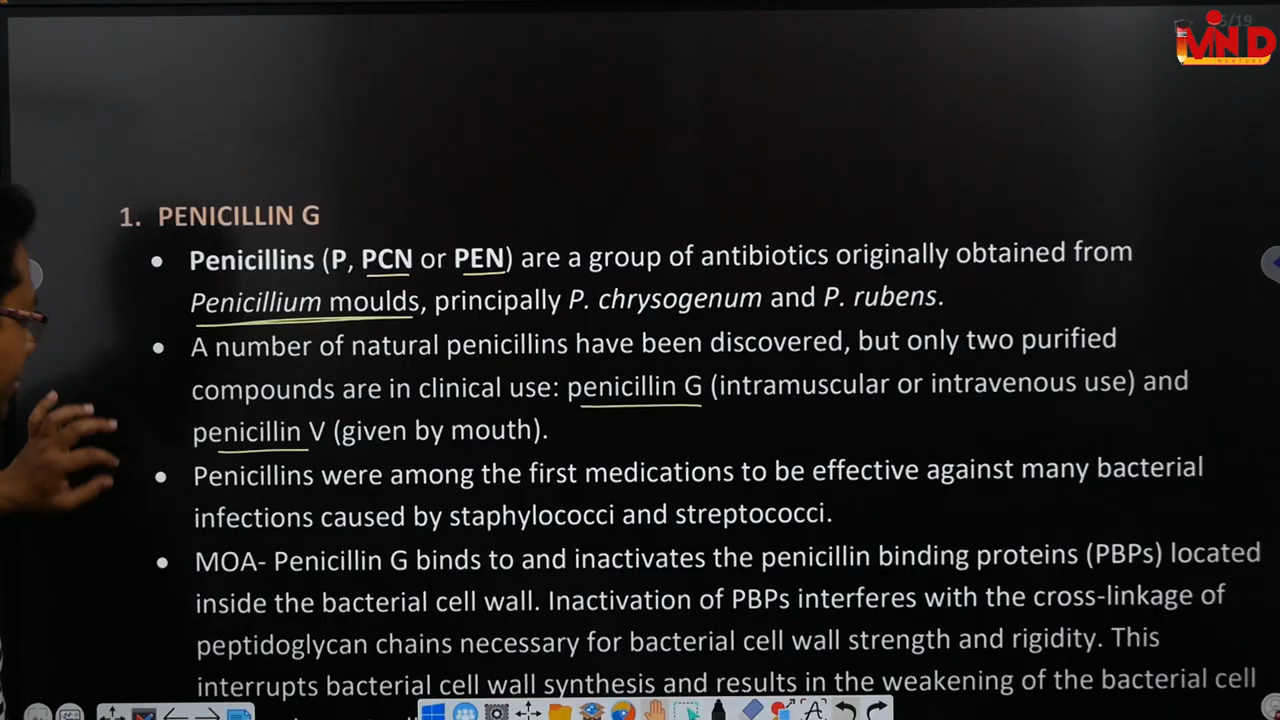 MIND
NURTURE
1. PENICILLIN G
• Penicillins (P, PCN or PEN) are a group of antibiotics originally obtained from
Penicillium moulds, principally P. chrysogenum and P. rubens.
• A number of natural penicillins have been discovered, but only two purified
compounds are in clinical use: penicillin G (intramuscular or intravenous use) and
penicillin V (given by mouth).
• Penicillins were among the first medications to be effective against many bacterial
infections caused by staphylococci and streptococci.
• MOA- Penicillin G binds to and inactivates the penicillin binding proteins (PBPs) located
inside the bacterial cell wall. Inactivation of PBPs interferes with the cross-linkage of
peptidoglycan chains necessary for bacterial cell wall strength and rigidity. This
interrupts bacterial cell wall synthesis and results in the weakening of the bacterial cell